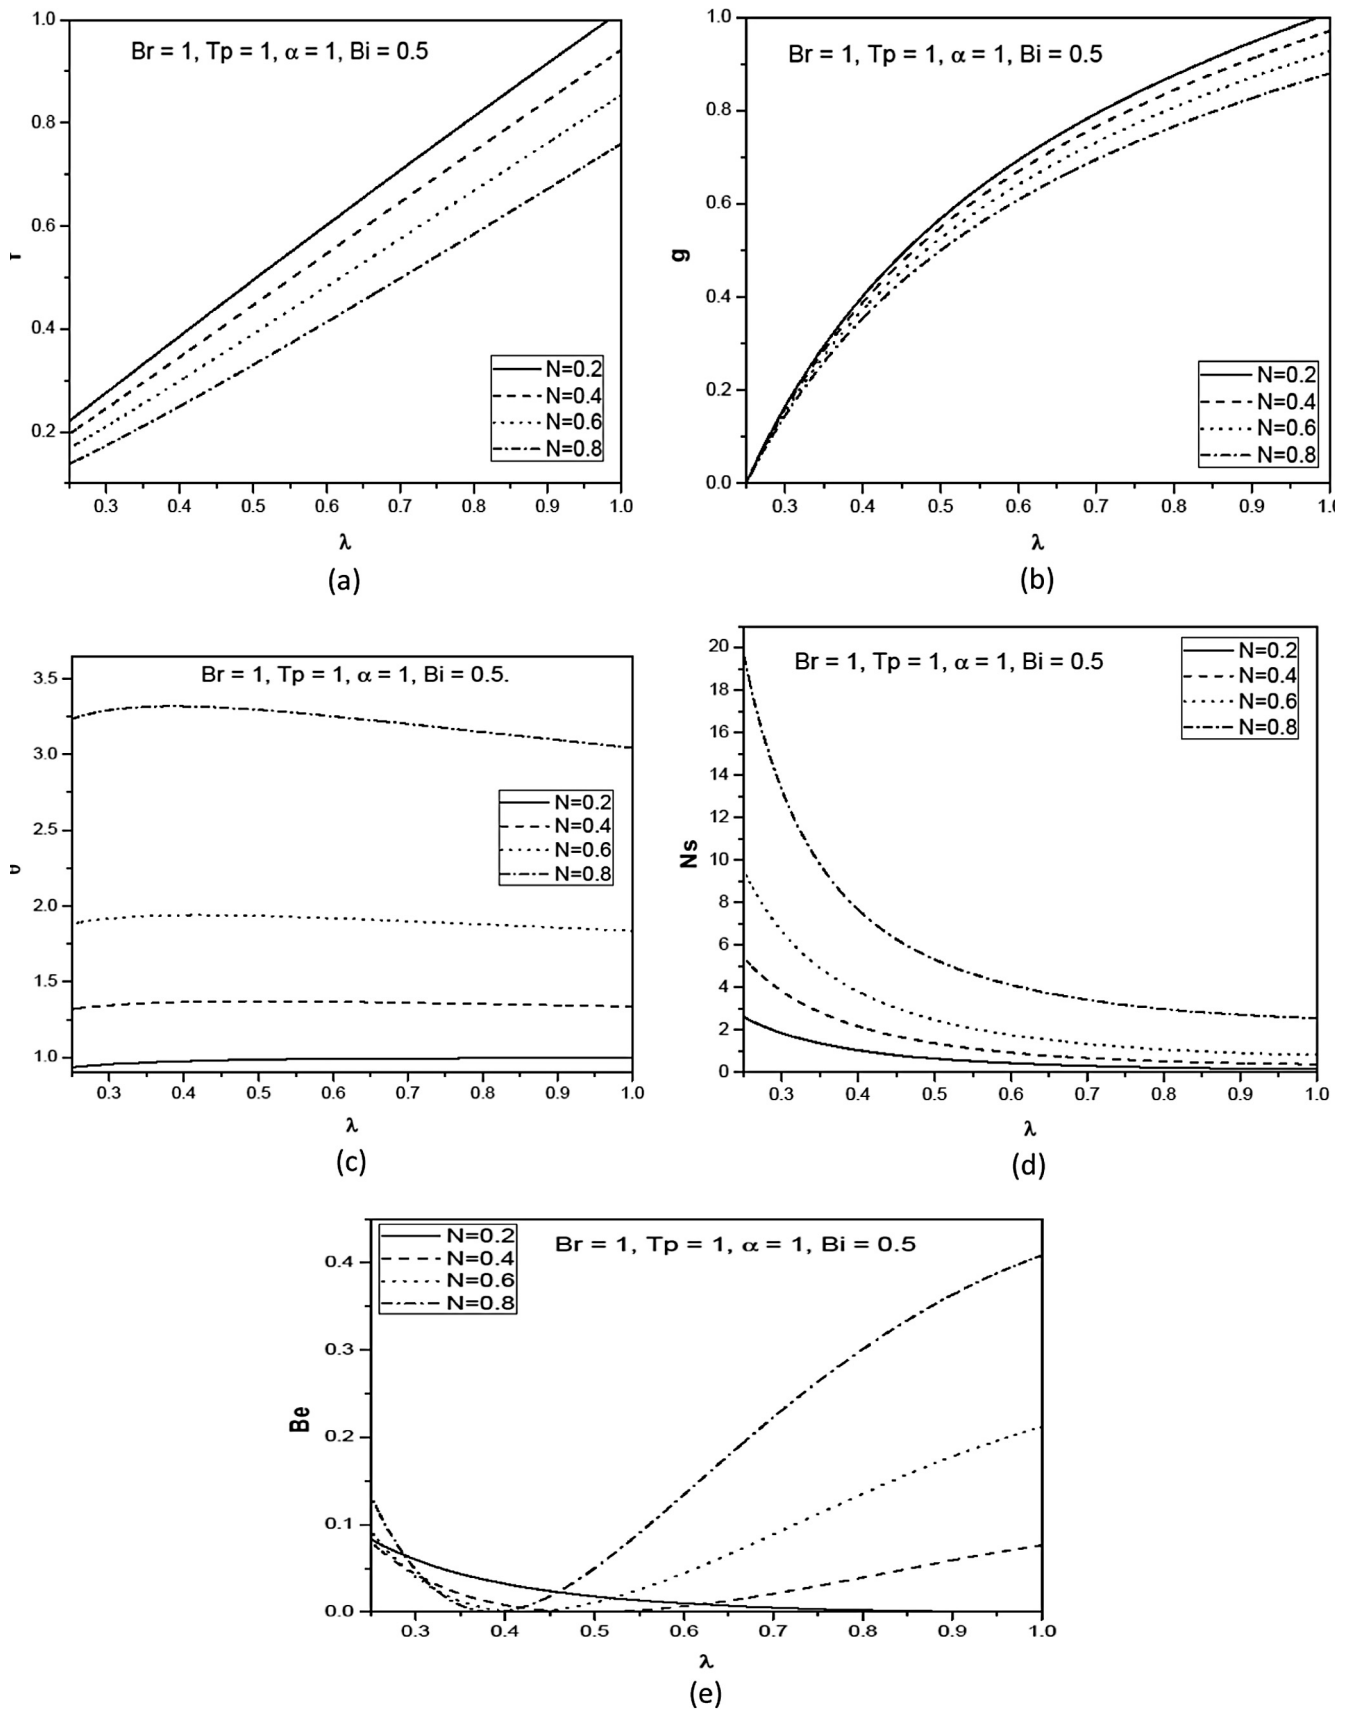 Br = 1, Tp = 1, α = 1, Bi = 0.5
1.0
0.8
0.6
0.4
0.2
N=0.2
N=0.4
N=0.6
N=0.8
0.3 0.4 0.5 0.6 0.7 0.8 0.9 1.0
λ
(a)
Br = 1, Tp = 1, α = 1, Bi = 0.5
1.0
0.8
0.6
g
0.4
0.2
0.0
N=0.2
N=0.4
N=0.6
N=0.8
0.3 0.4 0.5 0.6 0.7 0.8 0.9
λ
(b)
Br = 1, Tp = 1, α = 1, Bi = 0.5.
3.5
3.0
2.5
2.0
1.5
1.0
N=0.2
N=0.4
N=0.6
N=0.8
0.3 0.4 0.5 0.6 0.7 0.8 0.9 1.0
λ
(c)
Br = 1, Tp = 1, α = 1, Bi = 0.5
N=0.2
N=0.4
N=0.6
N=0.8
20
18
16
14
12
Ns
10
8
6
4
2
0
0.3 0.4 0.5 0.6 0.7 0.8 0.9 1.0
λ
(d)
N=0.2
N=0.4
N=0.6
N=0.8
Br = 1, Tp = 1, α = 1, Bi = 0.5
0.4
0.3
Be
0.2
0.1
0.0
0.3 0.4 0.5 0.6 0.7 0.8 0.9 1.0
λ
(e)